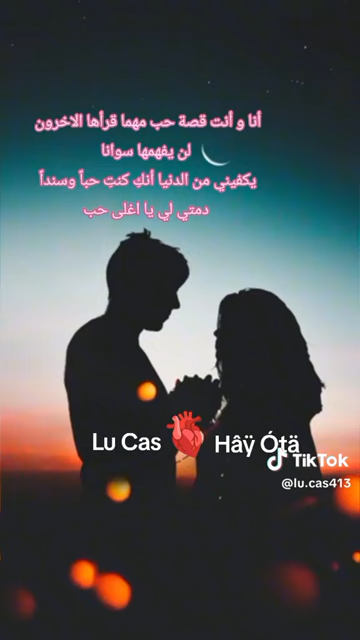 أنا و أنت قصة حب مهما قرأها الاخرون
لن يفهمها سوانا
يكفيني من الدنيا أنكِ كنتِ حباً وسنداً
دمتي لي يا اغلى حب
Lu Cas Hâÿ Ótä
TikTok
@lu.cas413